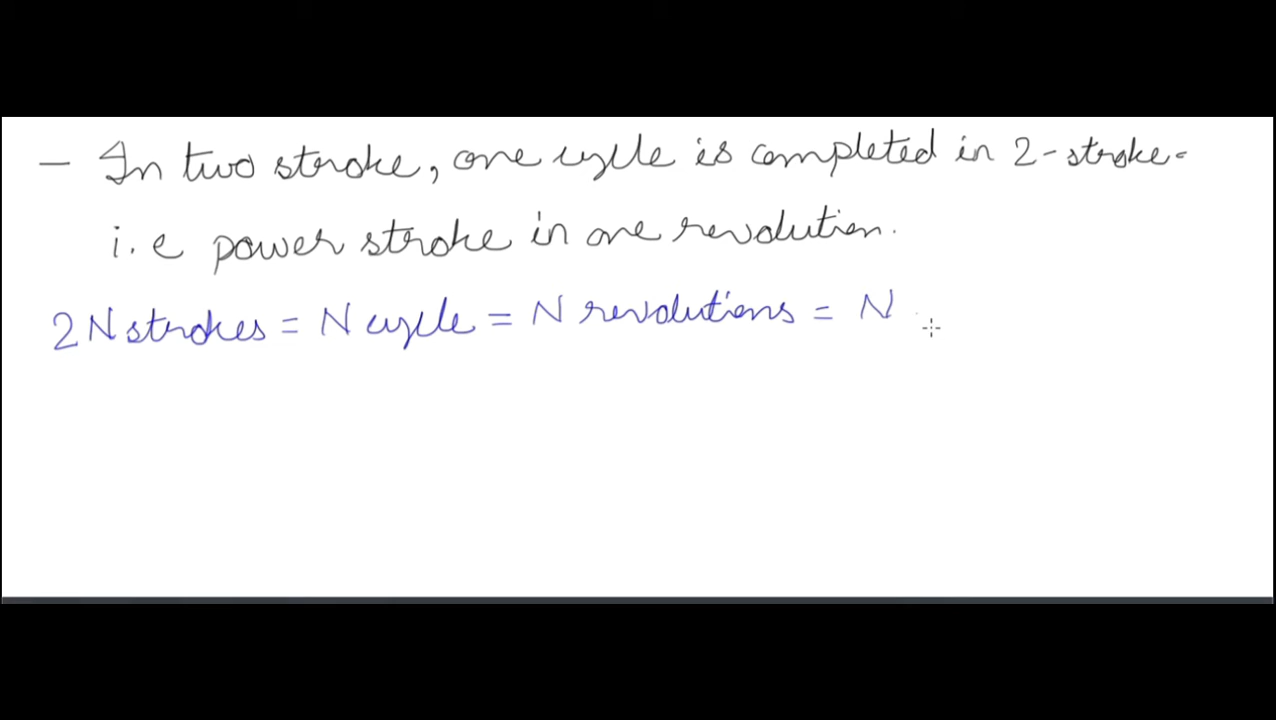 – In two stroke, one cycle is completed in 2-stroke-
i.e power stroke in one revolution.
2N strokes = N cycle = N revolutions = N